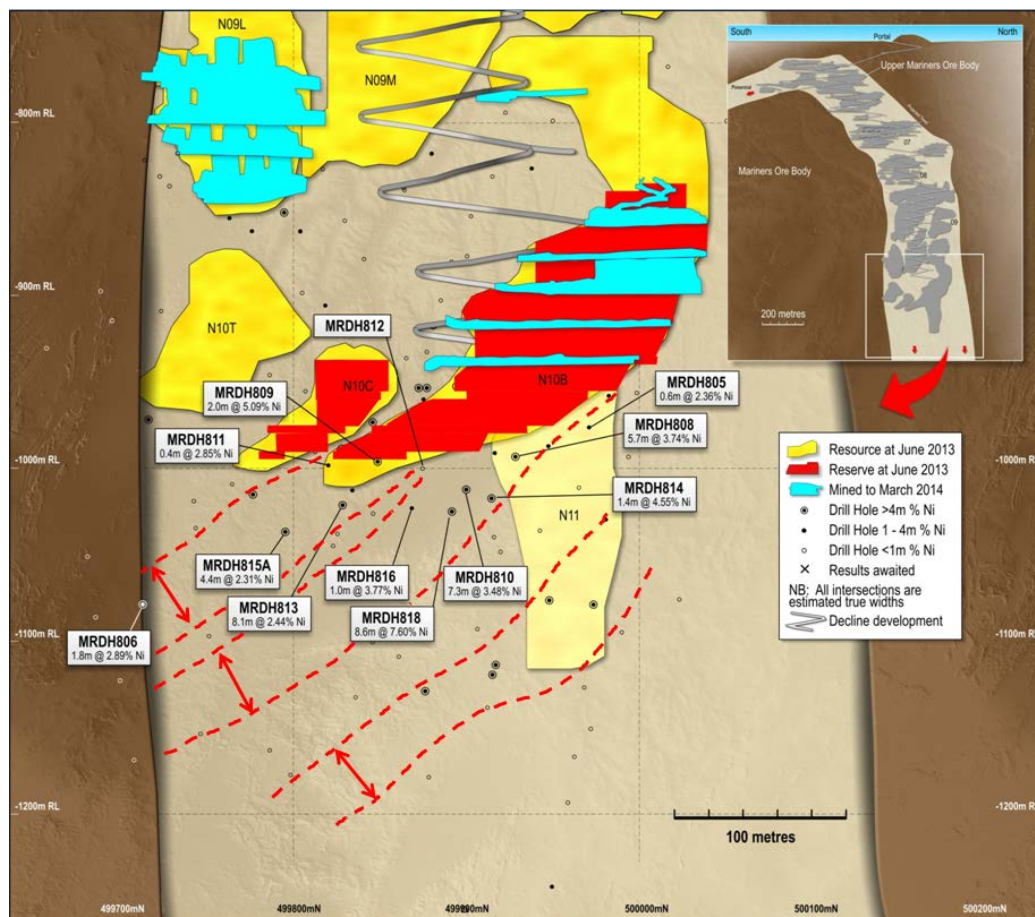 N09L
N09M
South
North
Portal
Upper Mariners Ore Body
Potential
Mariners Ore Body
07
08
09
200 metres
-800m RL
-900m RL
-900m RL
N10T
MRDH812
N10C
N10B
MRDH809
2.0m @ 5.09% Ni
MRDH805
0.6m @ 2.36% Ni
MRDH811
0.4m @ 2.85% Ni
MRDH808
5.7m @ 3.74% Ni
-1000m RL
-1000m RL
MRDH814
1.4m @ 4.55% Ni
N11
MRDH815A
4.4m @ 2.31% Ni
MRDH816
1.0m @ 3.77% Ni
MRDH810
7.3m @ 3.48% Ni
MRDH813
8.1m @ 2.44% Ni
MRDH818
8.6m @ 7.60% Ni
MRDH806
1.8m @ 2.89% Ni
Resource at June 2013
Reserve at June 2013
Mined to March 2014
Drill Hole >4m % Ni
Drill Hole 1 - 4m % Ni
Drill Hole <1m % Ni
Results awaited
NB; All intersections are
estimated true widths
Decline development
-1100m RL
-1100m RL
-1200m RL
-1200m RL
100 metres
499700mN
499800mN
500000mN
500100mN
500200mN